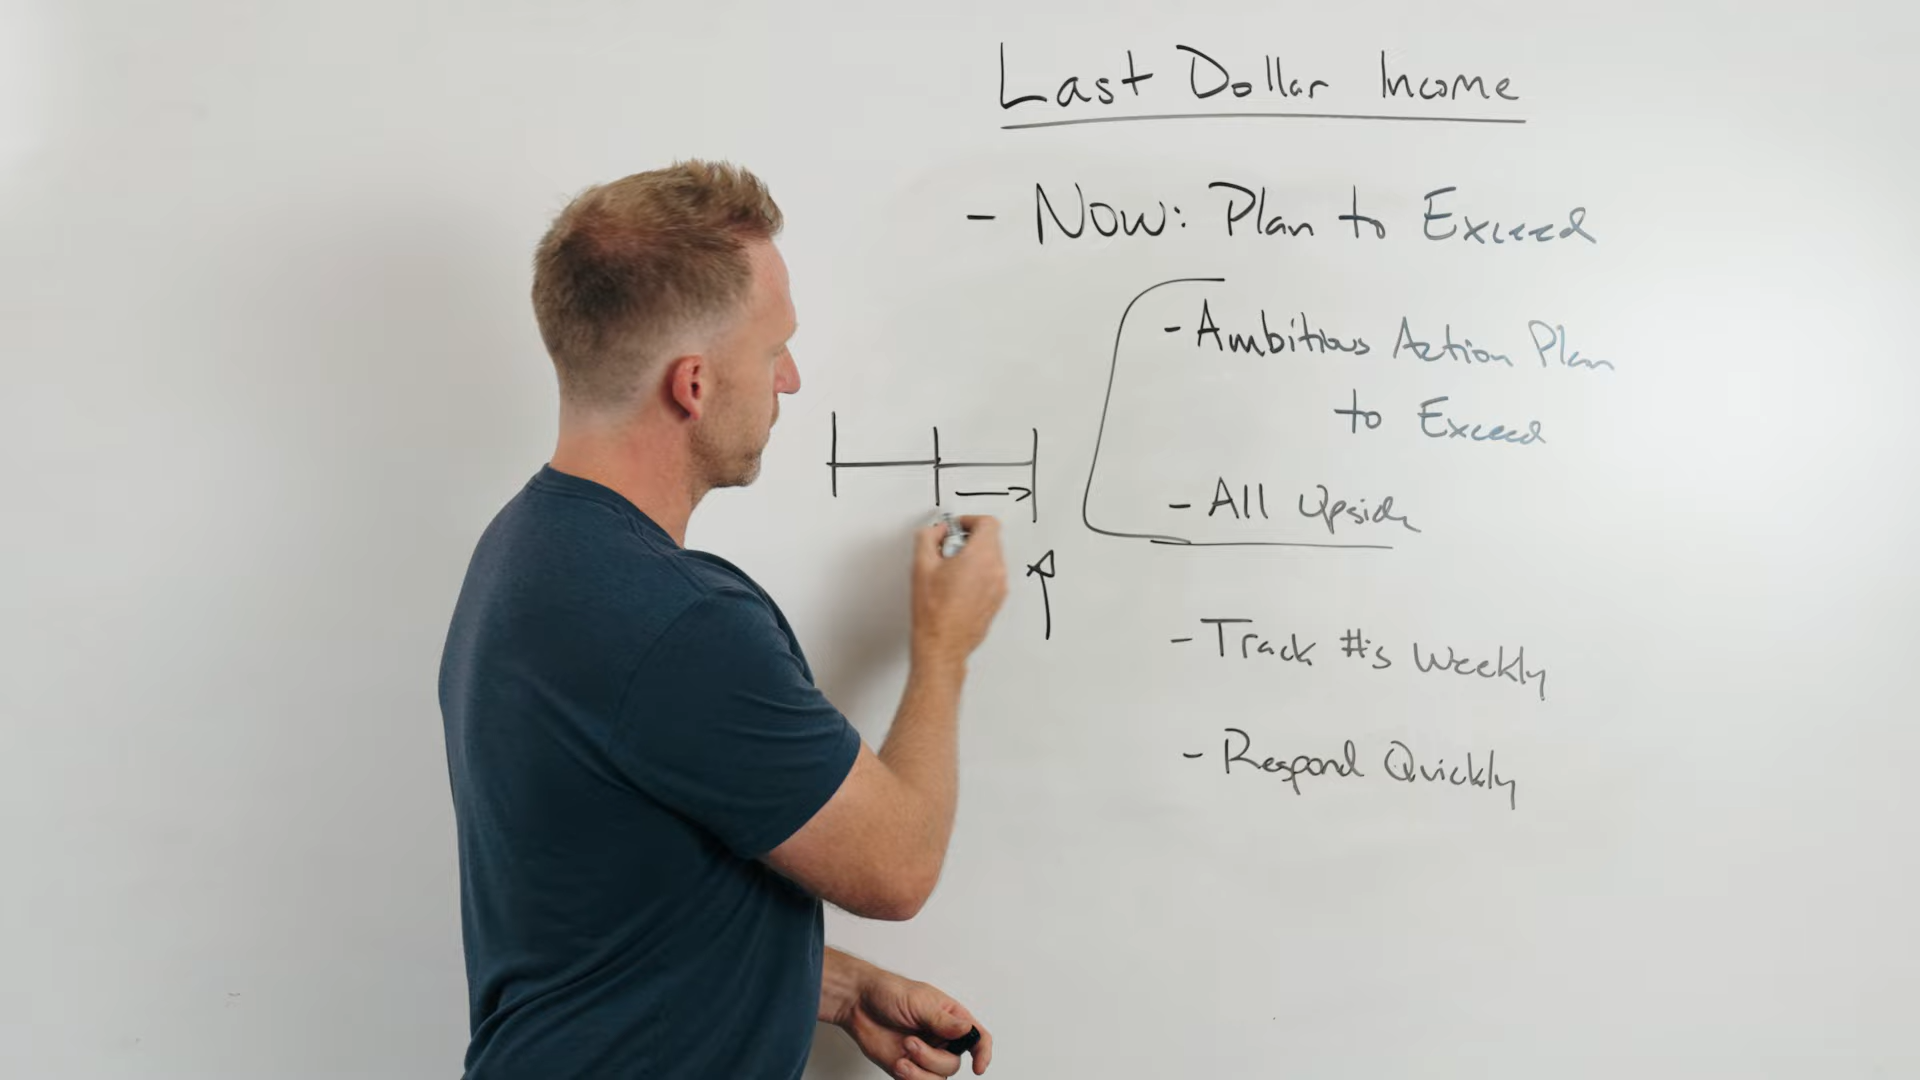 Last Dollar Income
- Now: Plan to Exceed
- Ambitious Action Plan
to Exceed
- All Upside
- Track #'s Weekly
- Respond Quickly